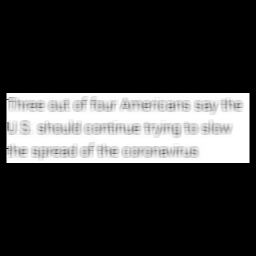 Three out of four Americans say the
U.S. should continue trying to slow
the spread of the coronavirus